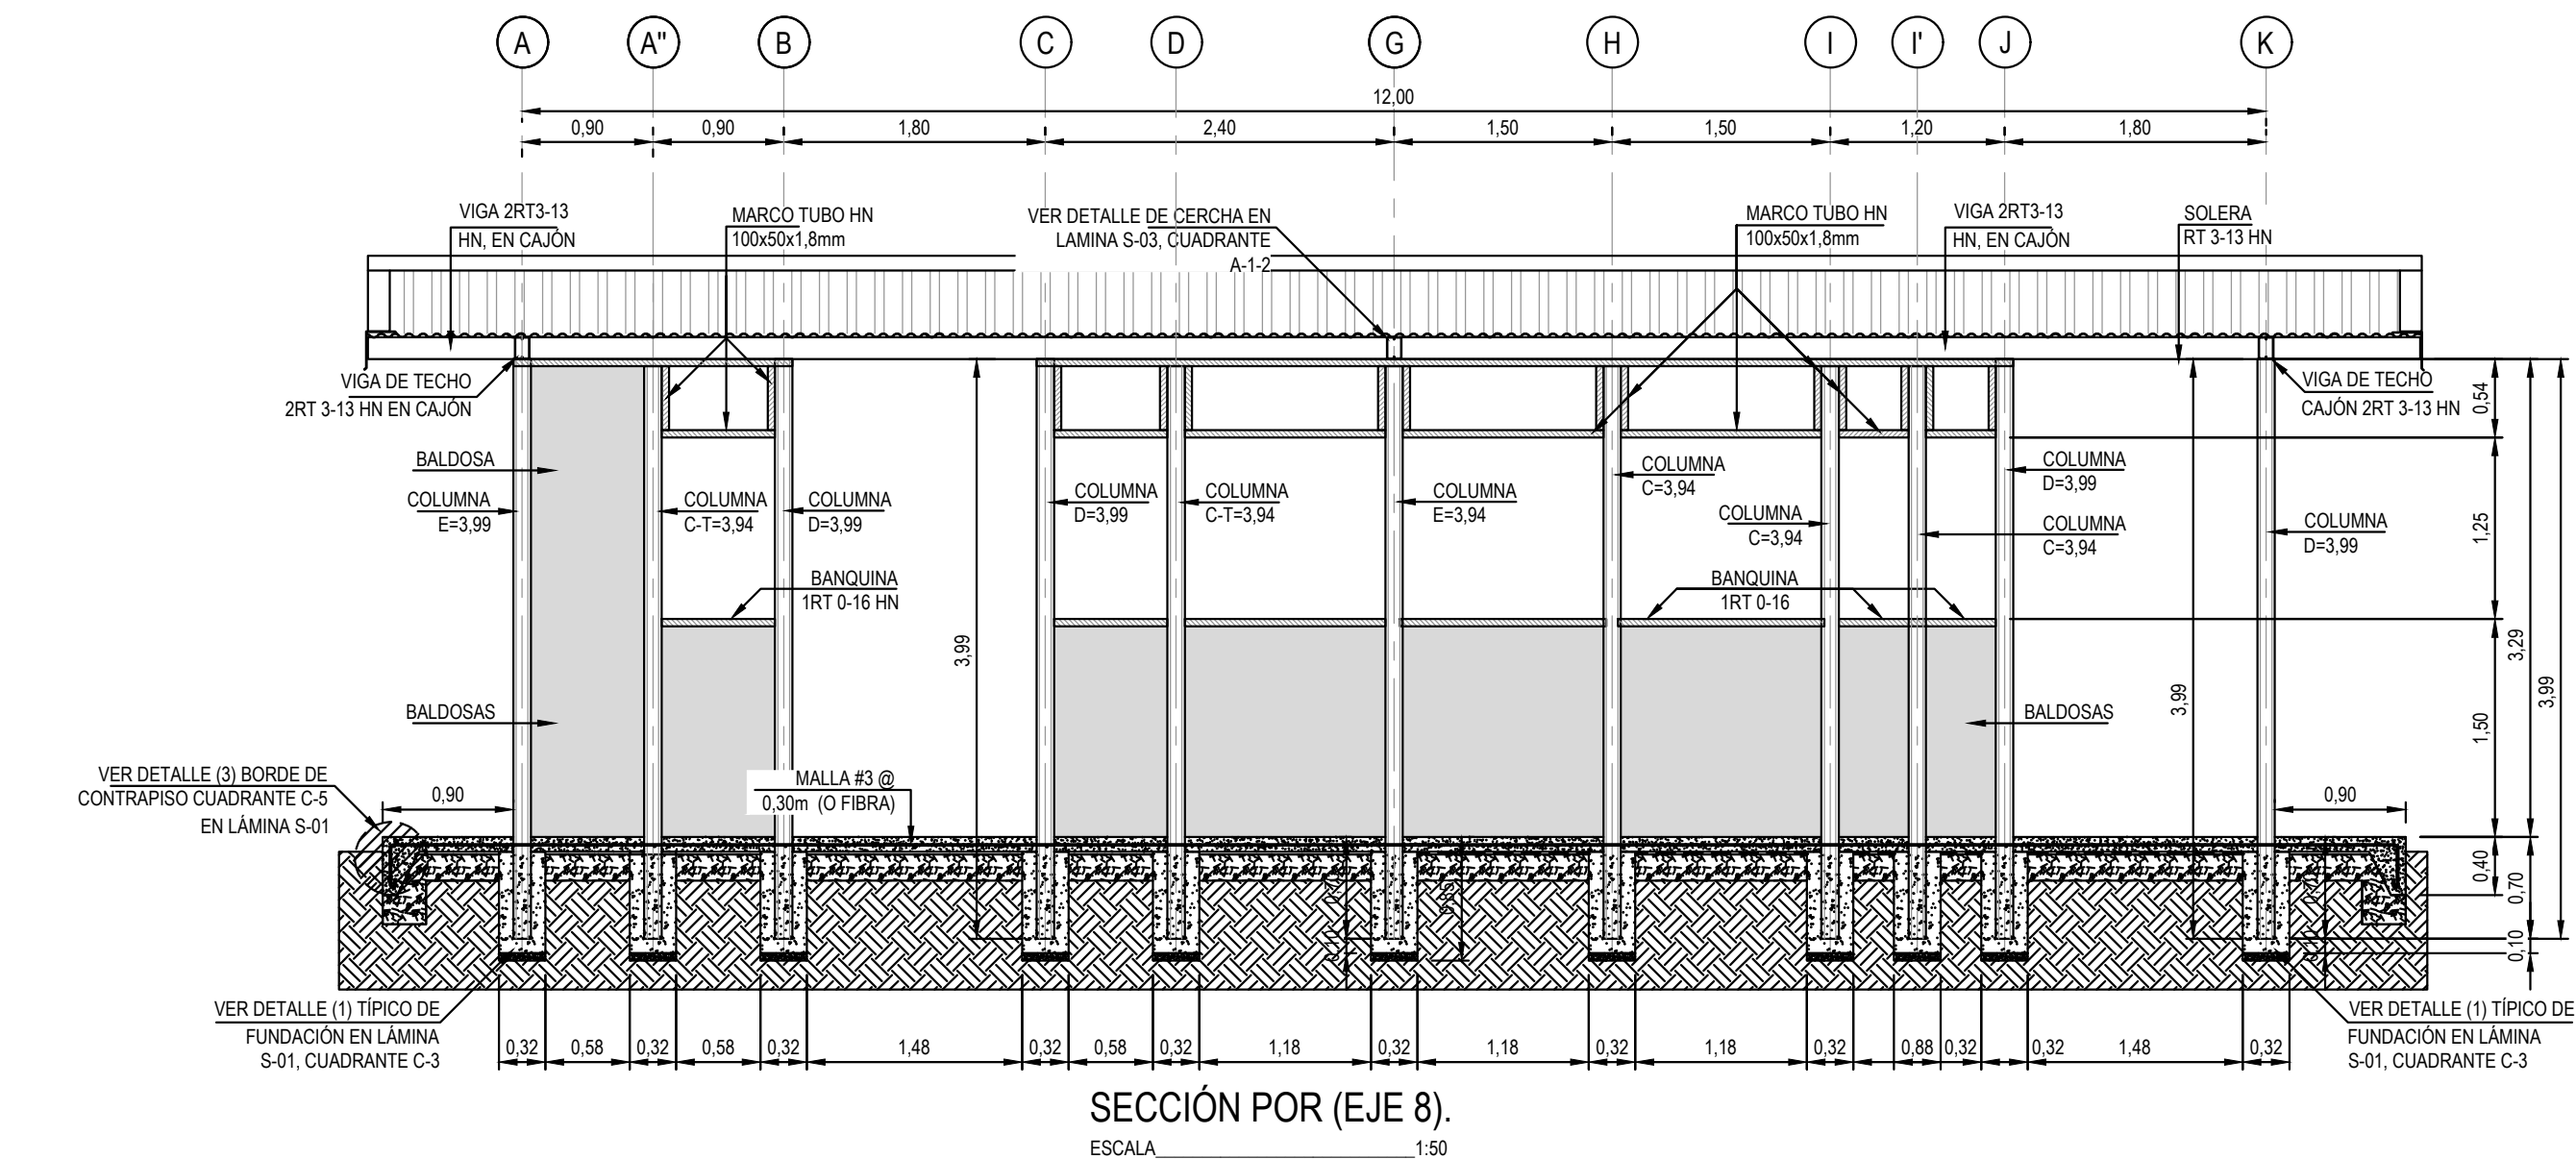 A A" B C D G H I I' J K
12,00
0,90 0,90 1,80 2,40 1,50 1,50 1,20 1,80
VIGA 2RT3-13
HN, EN CAJÓN
MARCO TUBO HN
100x50x1,8mm
VER DETALLE DE CERCHA EN
LAMINA S-03, CUADRANTE
A-1-2
MARCO TUBO HN
100x50x1,8mm
VIGA 2RT3-13
HN, EN CAJÓN
SOLERA
RT 3-13 HN
VIGA DE TECHO
2RT 3-13 HN EN CAJÓN
VIGA DE TECHO
CAJÓN 2RT 3-13 HN
BALDOSA
COLUMNA
E=3,99
COLUMNA
C-T=3,94
COLUMNA
D=3,99
COLUMNA
D=3,99
COLUMNA
C-T=3,94
COLUMNA
E=3,94
COLUMNA
C=3,94
COLUMNA
C=3,94
COLUMNA
D=3,99
COLUMNA
C=3,94
COLUMNA
D=3,99
BANQUINA
1RT 0-16 HN
BANQUINA
1RT 0-16
3,99
3,99
0,54
1,25
1,50
3,29
3,99
0,40
0,70
0,10
BALDOSAS
BALDOSAS
VER DETALLE (3) BORDE DE
CONTRAPISO CUADRANTE C-5
EN LÁMINA S-01
0,90
MALLA #3 @
0,30m (O FIBRA)
0,90
0,10
0,85
0,10
VER DETALLE (1) TÍPICO DE
FUNDACIÓN EN LÁMINA
S-01, CUADRANTE C-3
VER DETALLE (1) TÍPICO DE
FUNDACIÓN EN LÁMINA
S-01, CUADRANTE C-3
0,32 0,58 0,32 0,58 0,32 1,48 0,32 0,58 0,32 1,18 0,32 1,18 0,32 1,18 0,32 0,88 0,32 0,32 1,48 0,32
SECCIÓN POR (EJE 8).
ESCALA_________________________1:50